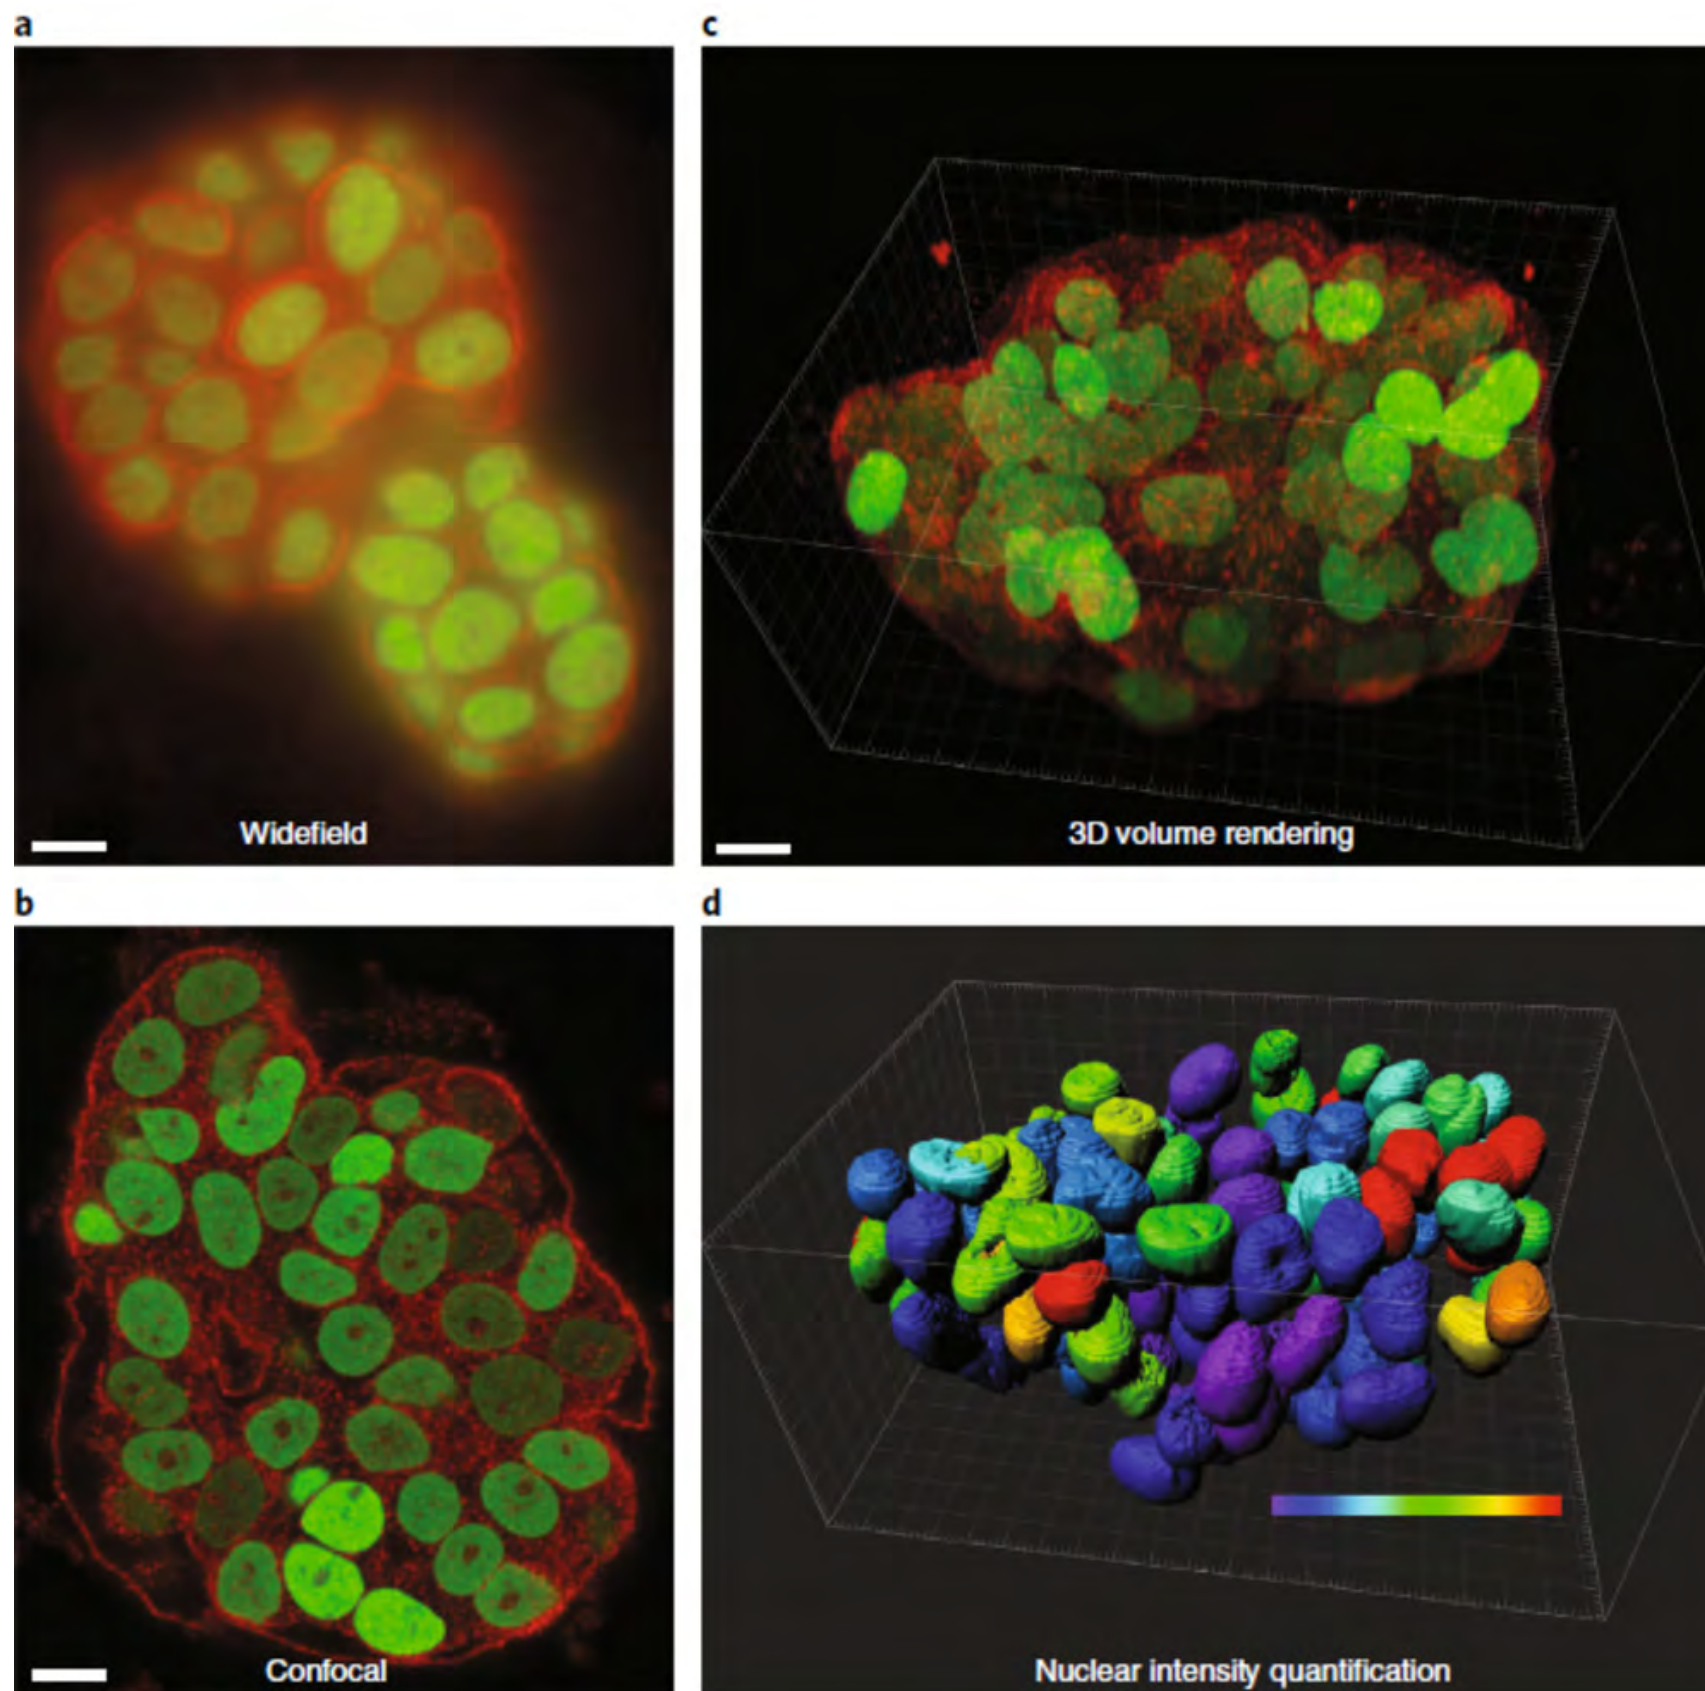 a
Widefield
c
3D volume rendering
b
Confocal
d
Nuclear intensity quantification